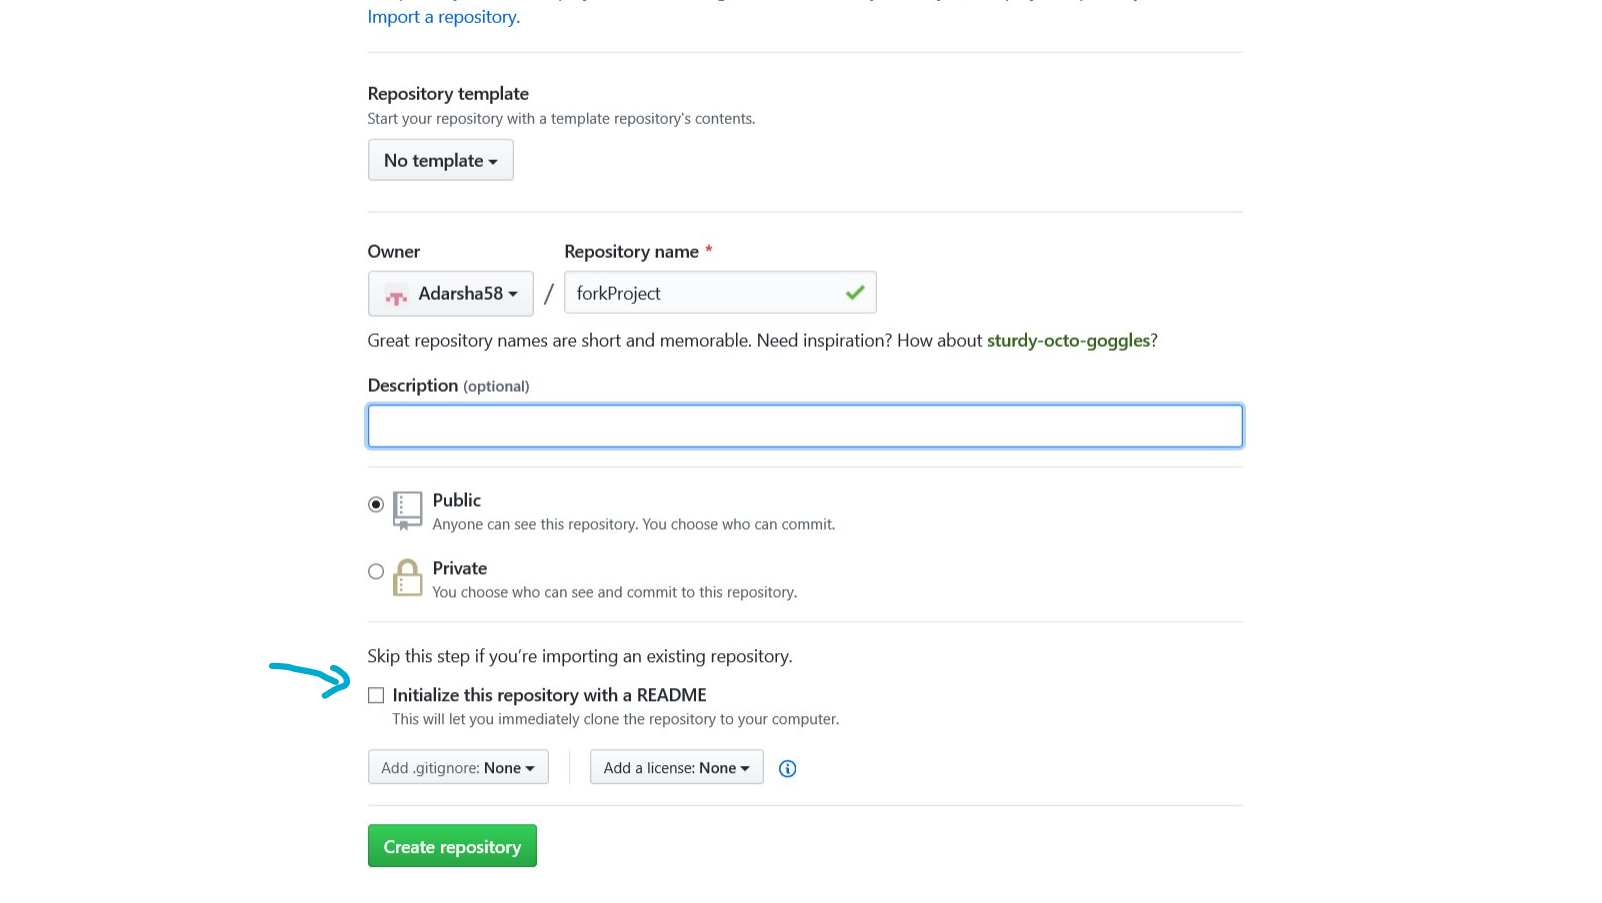 Import a repository.
Repository template
Start your repository with a template repository's contents.
No template
Owner
Repository name *
Adarsha58
/
forkProject
Great repository names are short and memorable. Need inspiration? How about sturdy-octo-goggles?
Description (optional)
Public
Anyone can see this repository. You choose who can commit.
Private
You choose who can see and commit to this repository.
Skip this step if you’re importing an existing repository.
Initialize this repository with a README
This will let you immediately clone the repository to your computer.
Add .gitignore: None
Add a license: None
Create repository